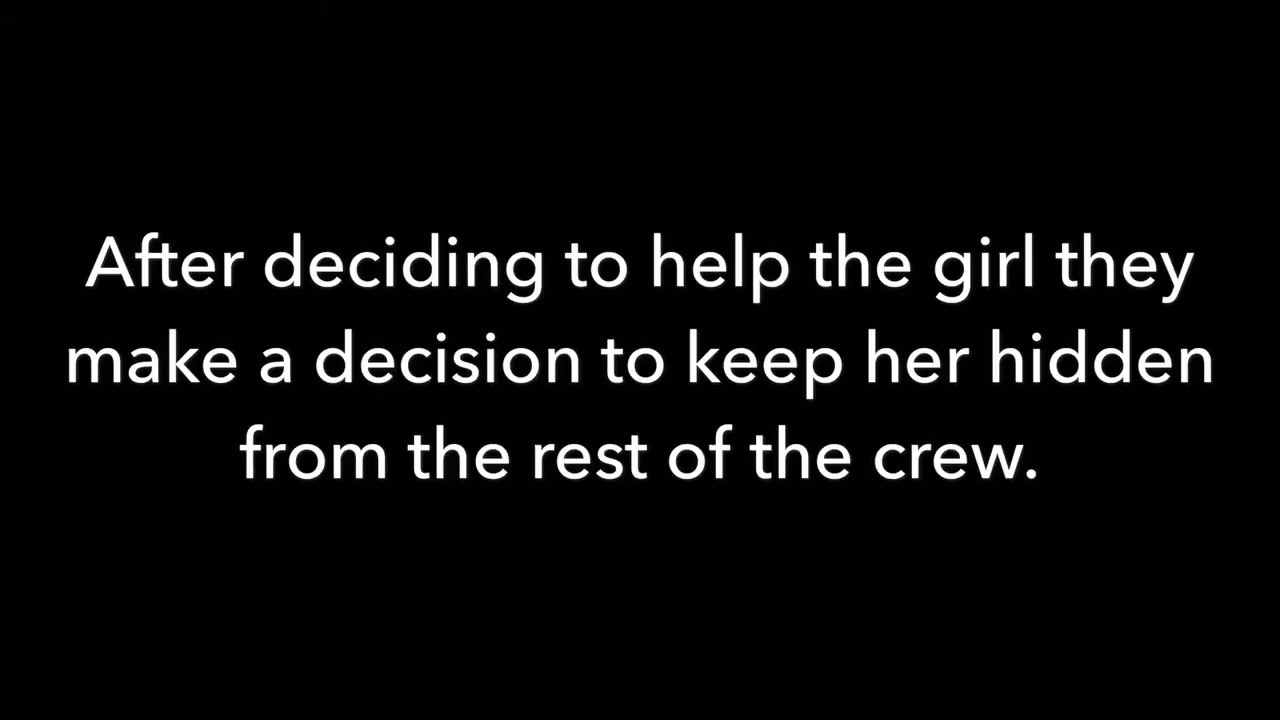 After deciding to help the girl they
make a decision to keep her hidden
from the rest of the crew.